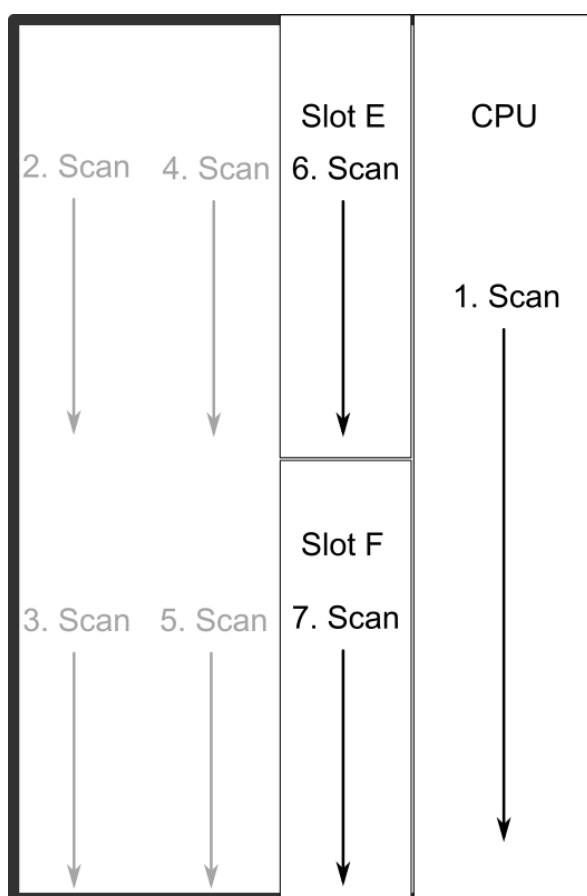 Slot E
CPU
2. Scan
4. Scan
6. Scan
1. Scan
Slot F
3. Scan
5. Scan
7. Scan